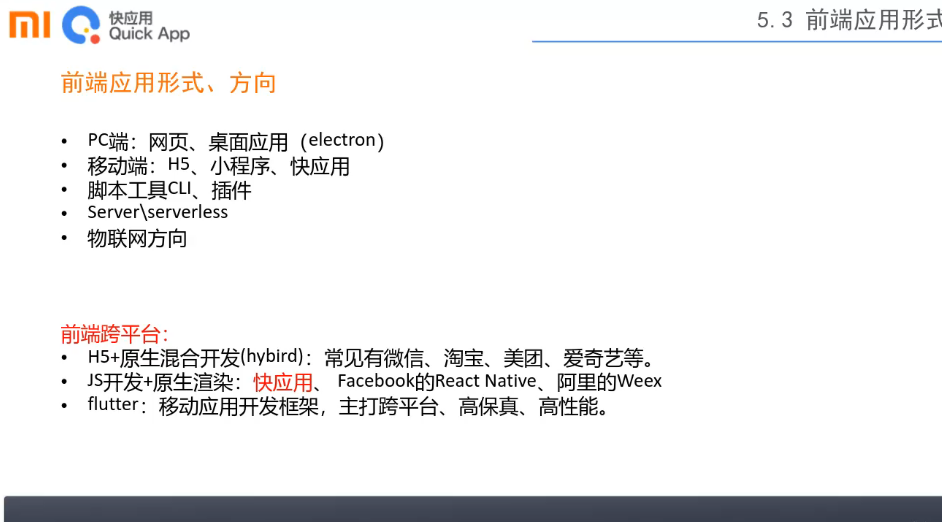 快应用
Quick App
5.3 前端应用形式
前端应用形式、方向
• PC端：网页、桌面应用（electron）
• 移动端：H5、小程序、快应用
• 脚本工具CLI、插件
• Server\serverless
• 物联网方向
前端跨平台：
• H5+原生混合开发(hybird)：常见有微信、淘宝、美团、爱奇艺等。
• JS开发+原生渲染：快应用、 Facebook的React Native、阿里的Weex
• flutter：移动应用开发框架，主打跨平台、高保真、高性能。